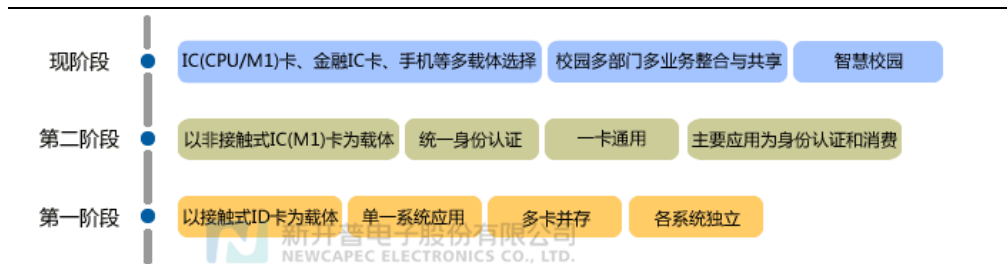 现阶段 IC(CPU/M1)卡、金融IC卡、手机等多载体选择 校园多部门多业务整合与共享 智慧校园
第二阶段 以非接触式IC(M1)卡为载体 统一身份认证 一卡通用 主要应用为身份认证和消费
第一阶段 以接触式ID卡为载体 单一系统应用 多卡并存 各系统独立
新开普电子股份有限公司
NEWCAPEC ELECTRONICS CO., LTD.